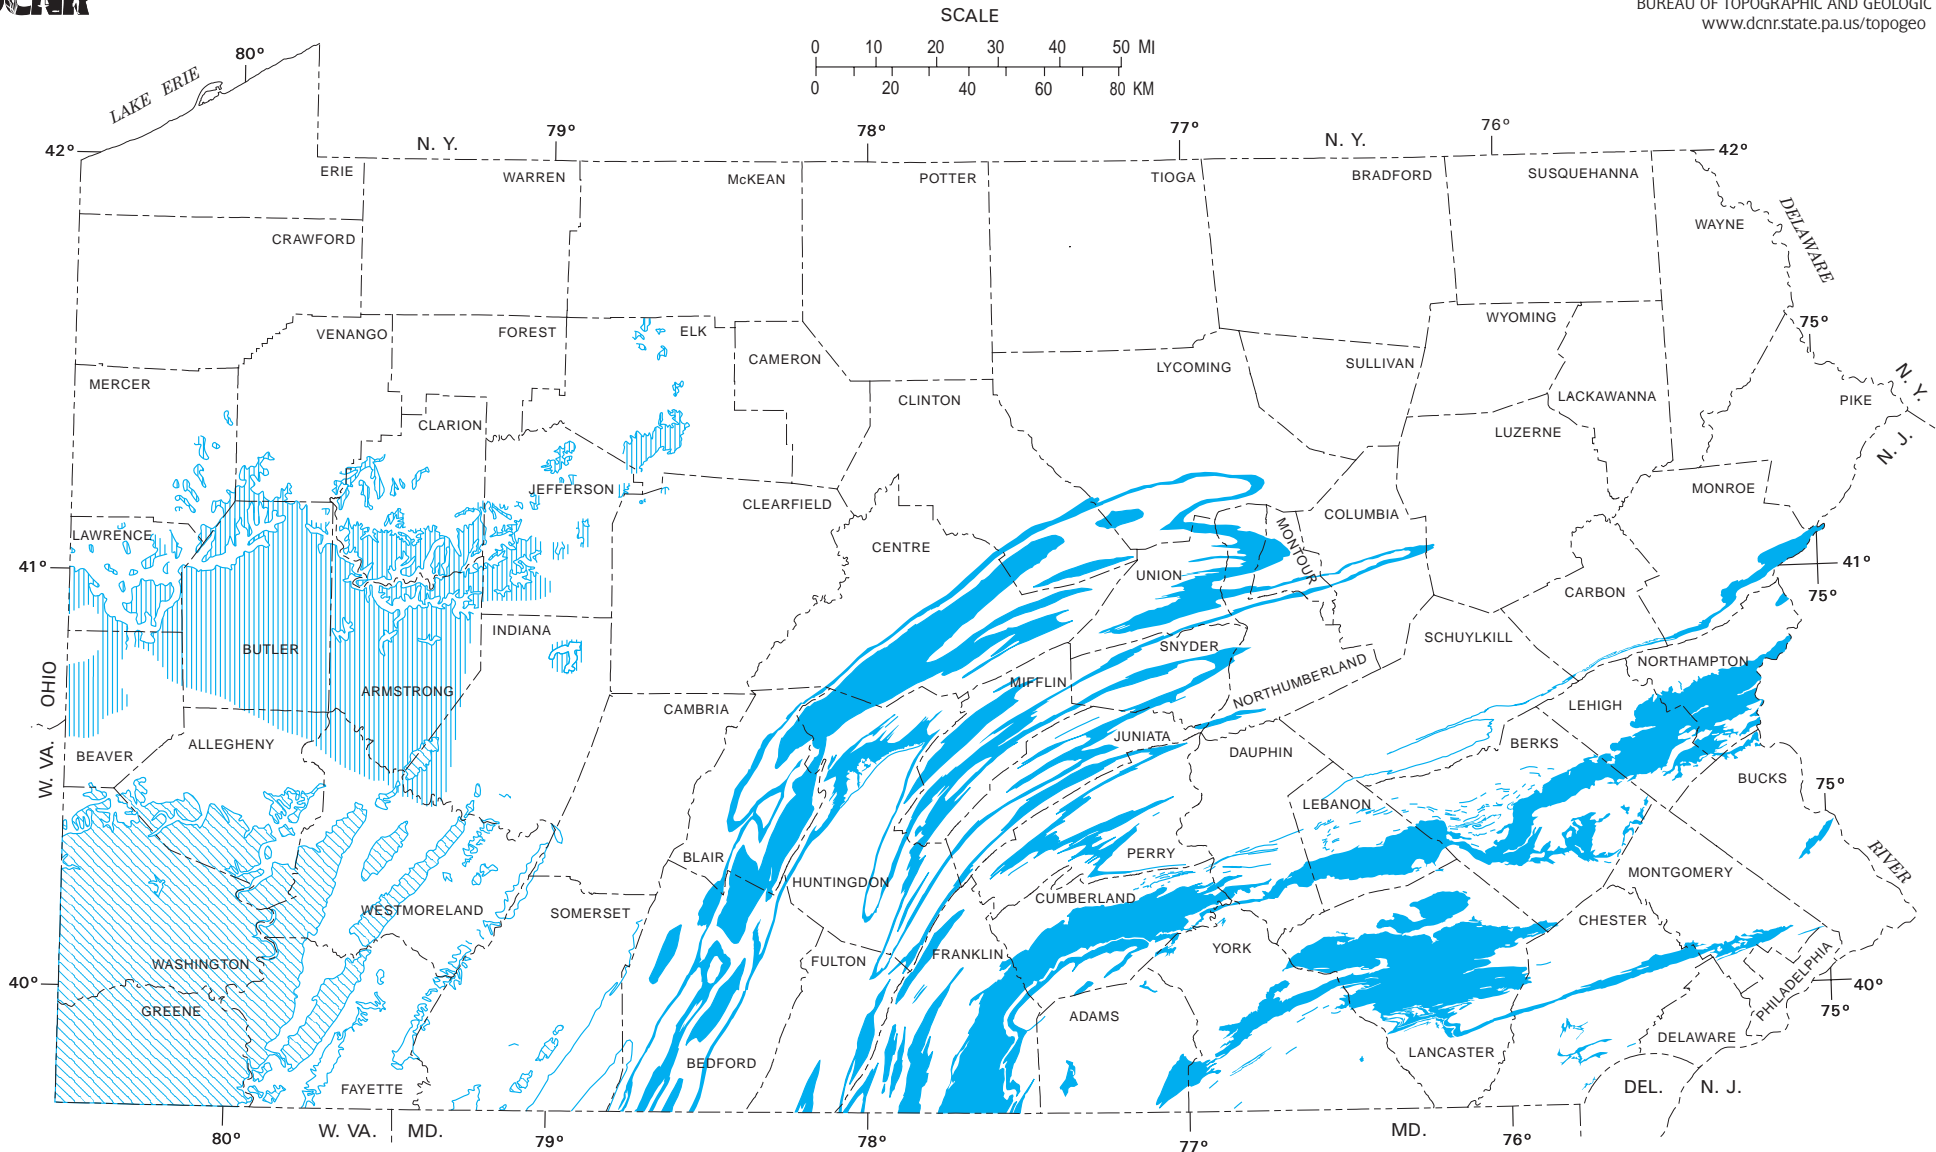 SCALE
0 10 20 30 40 50 MI
0 20 40 60 80 KM
BUREAU OF TOPOGRAPHIC AND GEOLOGIC
www.dcnr.state.pa.us/topogeo
LAKE ERIE
80°
79°
78°
77°
76°
N. Y.
N. Y.
42°
42°
ERIE
WARREN
McKEAN
POTTER
TIOGA
BRADFORD
SUSQUEHANNA
WAYNE
DELAWARE
CRAWFORD
VENANGO
FOREST
ELK
CAMERON
WYOMING
75°
MERCER
CLINTON
LYCOMING
SULLIVAN
LACKAWANNA
PIKE
N. Y.
N. J.
CLARION
LUZERNE
JEFFERSON
CLEARFIELD
COLUMBIA
MONROE
LAWRENCE
CENTRE
MONTOUR
41°
41°
UNION
CARBON
75°
BUTLER
INDIANA
SNYDER
SCHUYLKILL
NORTHAMPTON
OHIO
ARMSTRONG
MIFFLIN
NORTHUMBERLAND
CAMBRIA
LEHIGH
W. VA.
BEAVER
ALLEGHENY
JUNIATA
DAUPHIN
BERKS
BUCKS
75°
LEBANON
RIVER
BLAIR
HUNTINGDON
PERRY
MONTGOMERY
WESTMORELAND
SOMERSET
CUMBERLAND
CHESTER
WASHINGTON
FULTON
FRANKLIN
YORK
PHILADELPHIA
40°
40°
75°
GREENE
ADAMS
DELAWARE
FAYETTE
BEDFORD
LANCASTER
DEL.
N. J.
80°
W. VA.
MD.
79°
78°
77°
MD.
76°